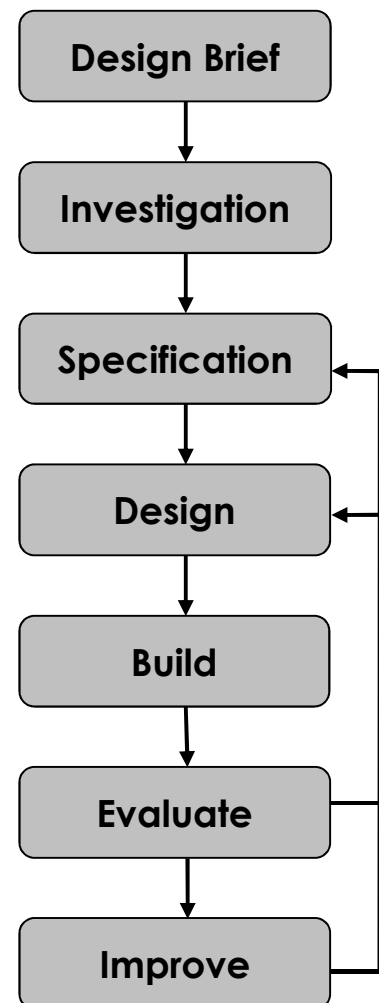 Design Brief
Investigation
Specification
Design
Build
Evaluate
Improve